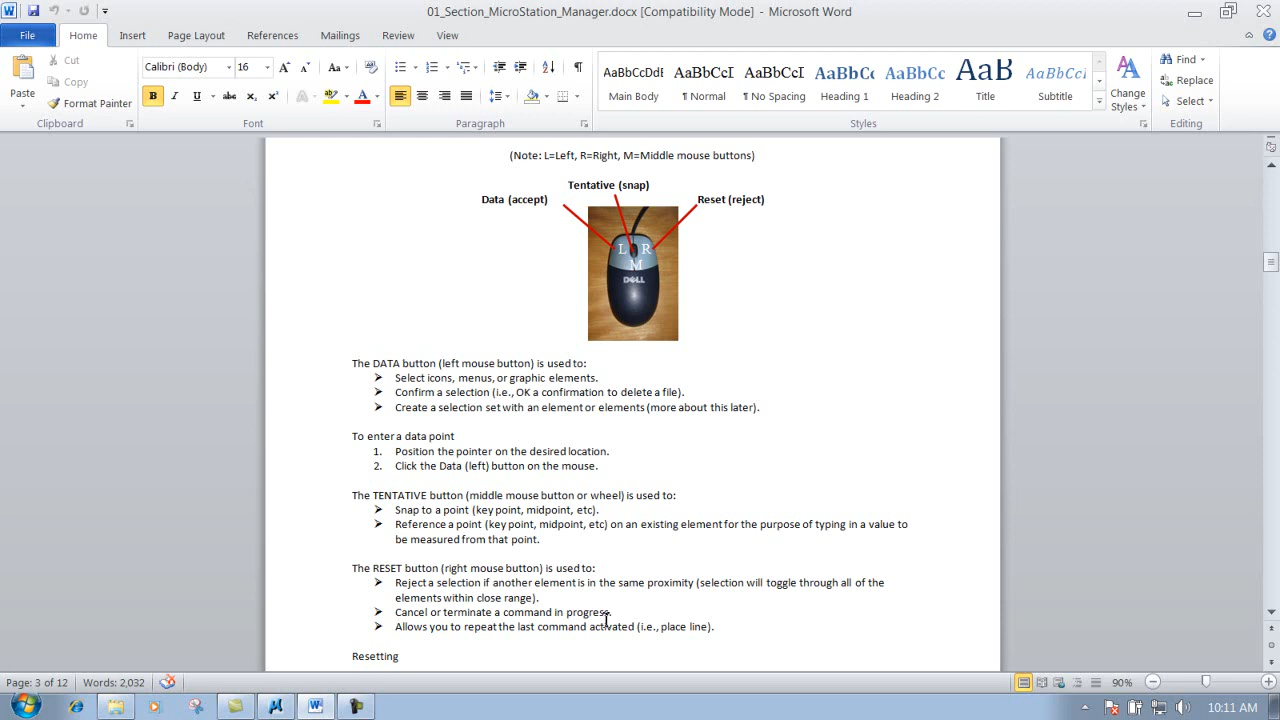 01_Section_MicroStation_Manager.docx [Compatibility Mode] - Microsoft Word
File Home Insert Page Layout References Mailings Review View
Paste
Cut
Copy
Format Painter
Clipboard
Calibri (Body) 16
Aa
B I U abc x₂ x² A ab A
Font
Paragraph
AaBbCcDdE AaBbCcI AaBbCcI AaBbCc AaBbCc AaB AaBbCcI
Main Body ¶ Normal ¶ No Spacing Heading 1 Heading 2 Title Subtitle
Change Styles
Styles
Find
Replace
Select
Editing
(Note: L=Left, R=Right, M=Middle mouse buttons)
Tentative (snap)
Data (accept) Reset (reject)
L R
M
DELL
The DATA button (left mouse button) is used to:
➢ Select icons, menus, or graphic elements.
➢ Confirm a selection (i.e., OK a confirmation to delete a file).
➢ Create a selection set with an element or elements (more about this later).
To enter a data point
1. Position the pointer on the desired location.
2. Click the Data (left) button on the mouse.
The TENTATIVE button (middle mouse button or wheel) is used to:
➢ Snap to a point (key point, midpoint, etc).
➢ Reference a point (key point, midpoint, etc) on an existing element for the purpose of typing in a value to
be measured from that point.
The RESET button (right mouse button) is used to:
➢ Reject a selection if another element is in the same proximity (selection will toggle through all of the
elements within close range).
➢ Cancel or terminate a command in progress.
➢ Allows you to repeat the last command activated (i.e., place line).
Resetting
Page: 3 of 12 Words: 2,032 90%
10:11 AM